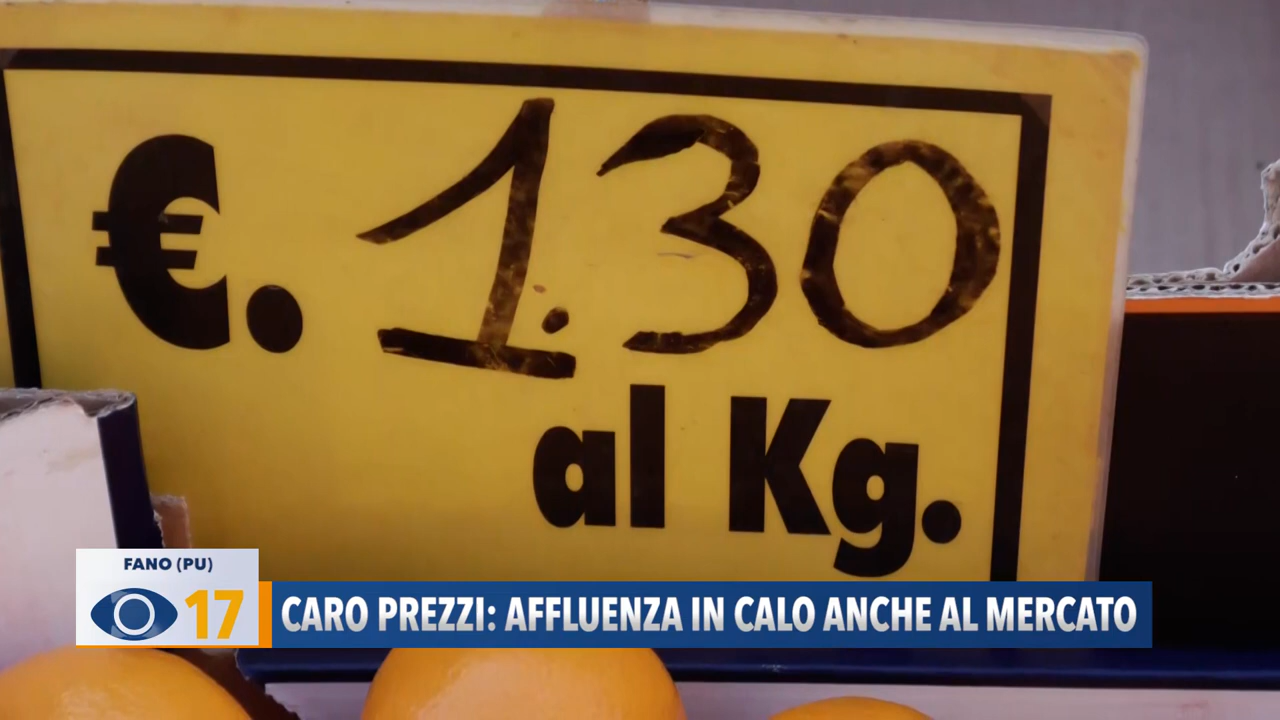 €. 1.30
al Kg.
FANO (PU)
17
CARO PREZZI: AFFLUENZA IN CALO ANCHE AL MERCATO